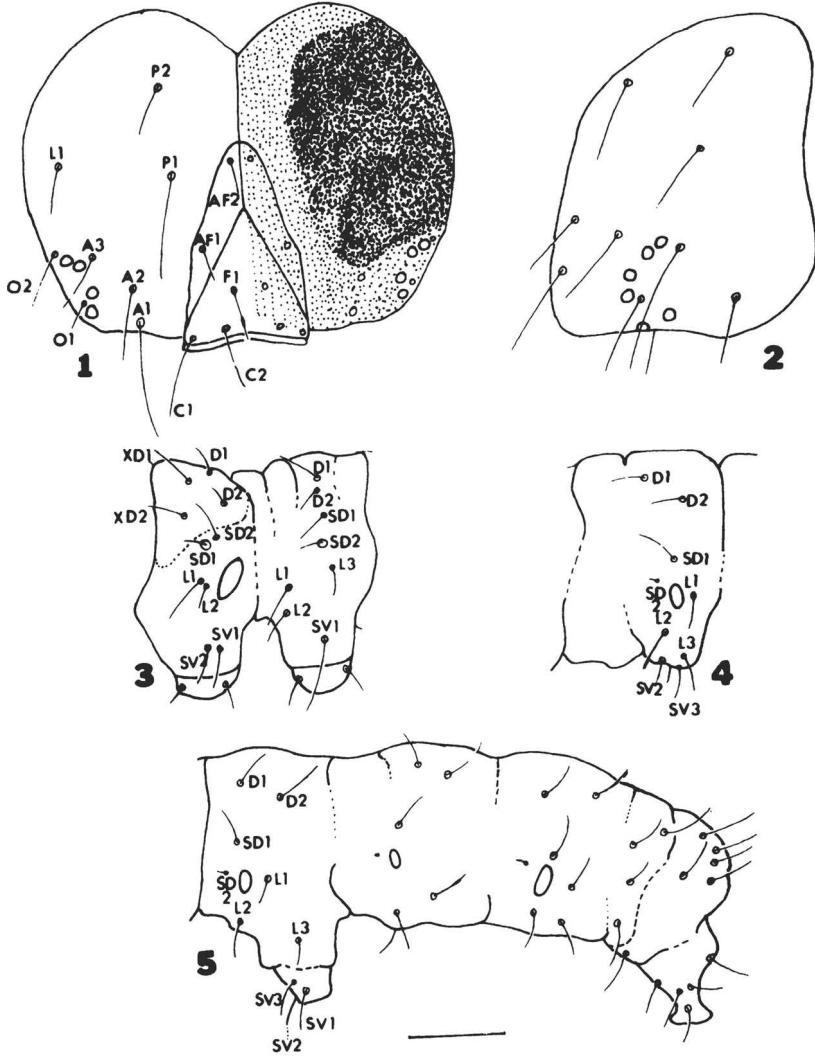 P2
L1
P1
AF2
A3
AF1
O2
A2
F1
O1
A1
1
C2
C1
2
XD1
D1
D1
D2
D2
XD2
SD1
SD2
SD2
SD1
L3
L1
L1
L2
L2
SV1
SV1
SV2
3
D1
D2
SD1
L1
SD
2
L2
L3
SV2
4
SV3
D1
D2
SD1
SD
2
L1
L2
L3
5
SV3
SV1
SV2